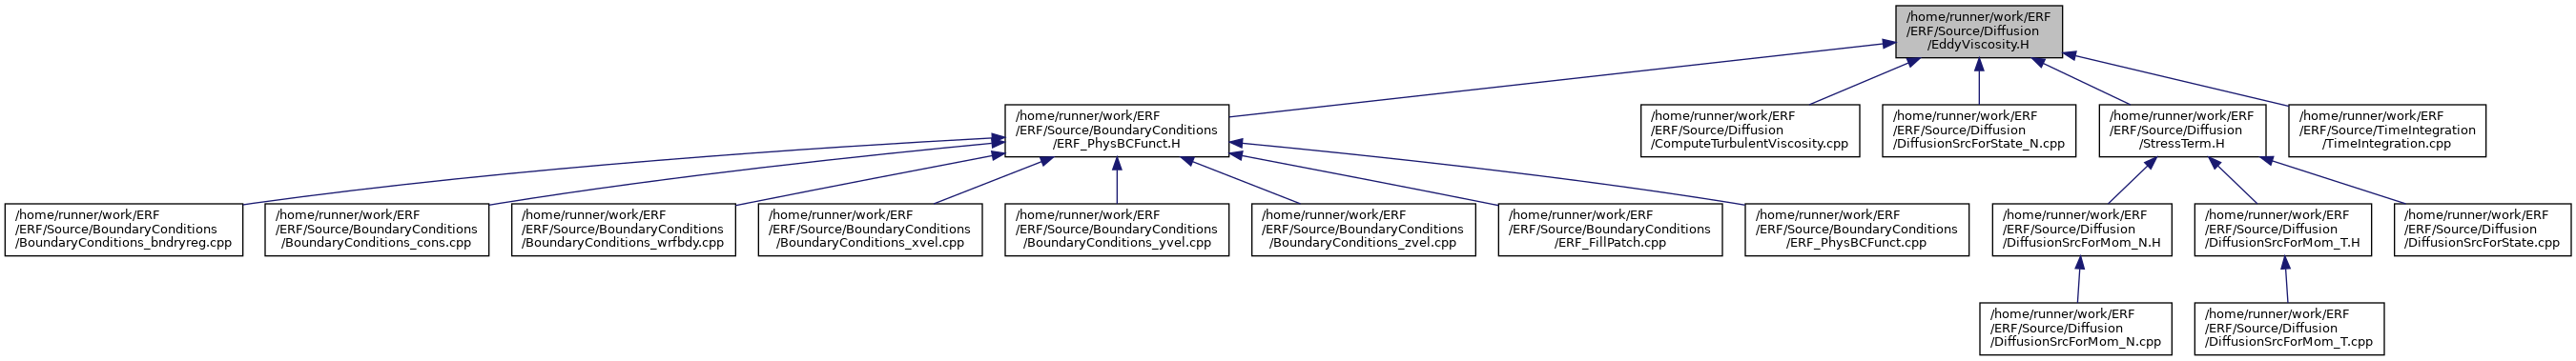 /home/runner/work/ERF
/ERF/Source/Diffusion
/EddyViscosity.H
/home/runner/work/ERF
/ERF/Source/BoundaryConditions
/ERF_PhysBCFunct.H
/home/runner/work/ERF
/ERF/Source/Diffusion
/ComputeTurbulentViscosity.cpp
/home/runner/work/ERF
/ERF/Source/Diffusion
/DiffusionSrcForState_N.cpp
/home/runner/work/ERF
/ERF/Source/Diffusion
/StressTerm.H
/home/runner/work/ERF
/ERF/Source/TimeIntegration
/TimeIntegration.cpp
/home/runner/work/ERF
/ERF/Source/BoundaryConditions
/BoundaryConditions_bndryreg.cpp
/home/runner/work/ERF
/ERF/Source/BoundaryConditions
/BoundaryConditions_cons.cpp
/home/runner/work/ERF
/ERF/Source/BoundaryConditions
/BoundaryConditions_wrfbdy.cpp
/home/runner/work/ERF
/ERF/Source/BoundaryConditions
/BoundaryConditions_xvel.cpp
/home/runner/work/ERF
/ERF/Source/BoundaryConditions
/BoundaryConditions_yvel.cpp
/home/runner/work/ERF
/ERF/Source/BoundaryConditions
/BoundaryConditions_zvel.cpp
/home/runner/work/ERF
/ERF/Source/BoundaryConditions
/ERF_FillPatch.cpp
/home/runner/work/ERF
/ERF/Source/BoundaryConditions
/ERF_PhysBCFunct.cpp
/home/runner/work/ERF
/ERF/Source/Diffusion
/DiffusionSrcForMom_N.H
/home/runner/work/ERF
/ERF/Source/Diffusion
/DiffusionSrcForMom_T.H
/home/runner/work/ERF
/ERF/Source/Diffusion
/DiffusionSrcForState.cpp
/home/runner/work/ERF
/ERF/Source/Diffusion
/DiffusionSrcForMom_N.cpp
/home/runner/work/ERF
/ERF/Source/Diffusion
/DiffusionSrcForMom_T.cpp